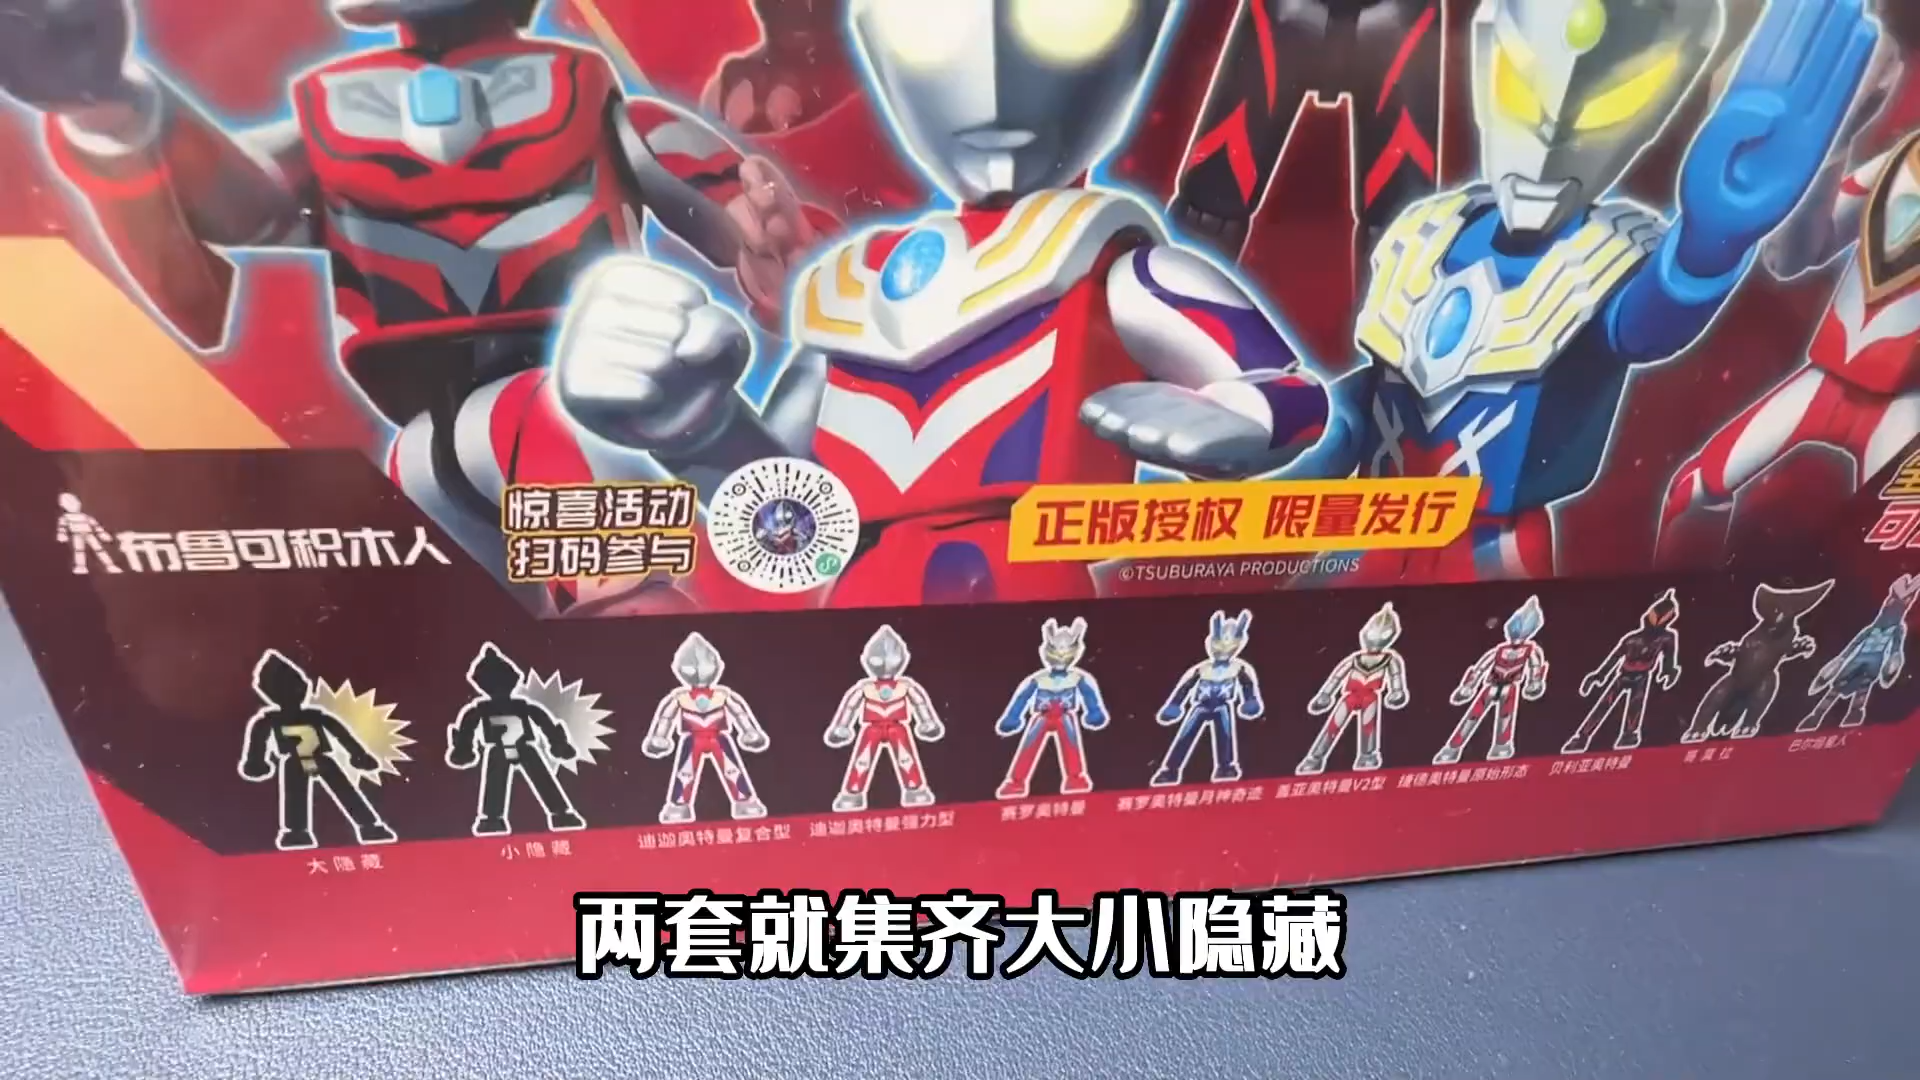 布鲁可积木人
惊喜活动
扫码参与
正版授权 限量发行
©TSUBURAYA PRODUCTIONS
大隐藏
小隐藏
迪迦奥特曼复合型
迪迦奥特曼强力型
赛罗奥特曼
赛罗奥特曼月神奇迹
盖亚奥特曼V2型
捷德奥特曼原始形态
贝利亚奥特曼
哥莫拉
巴尔坦星人
两套就集齐大小隐藏